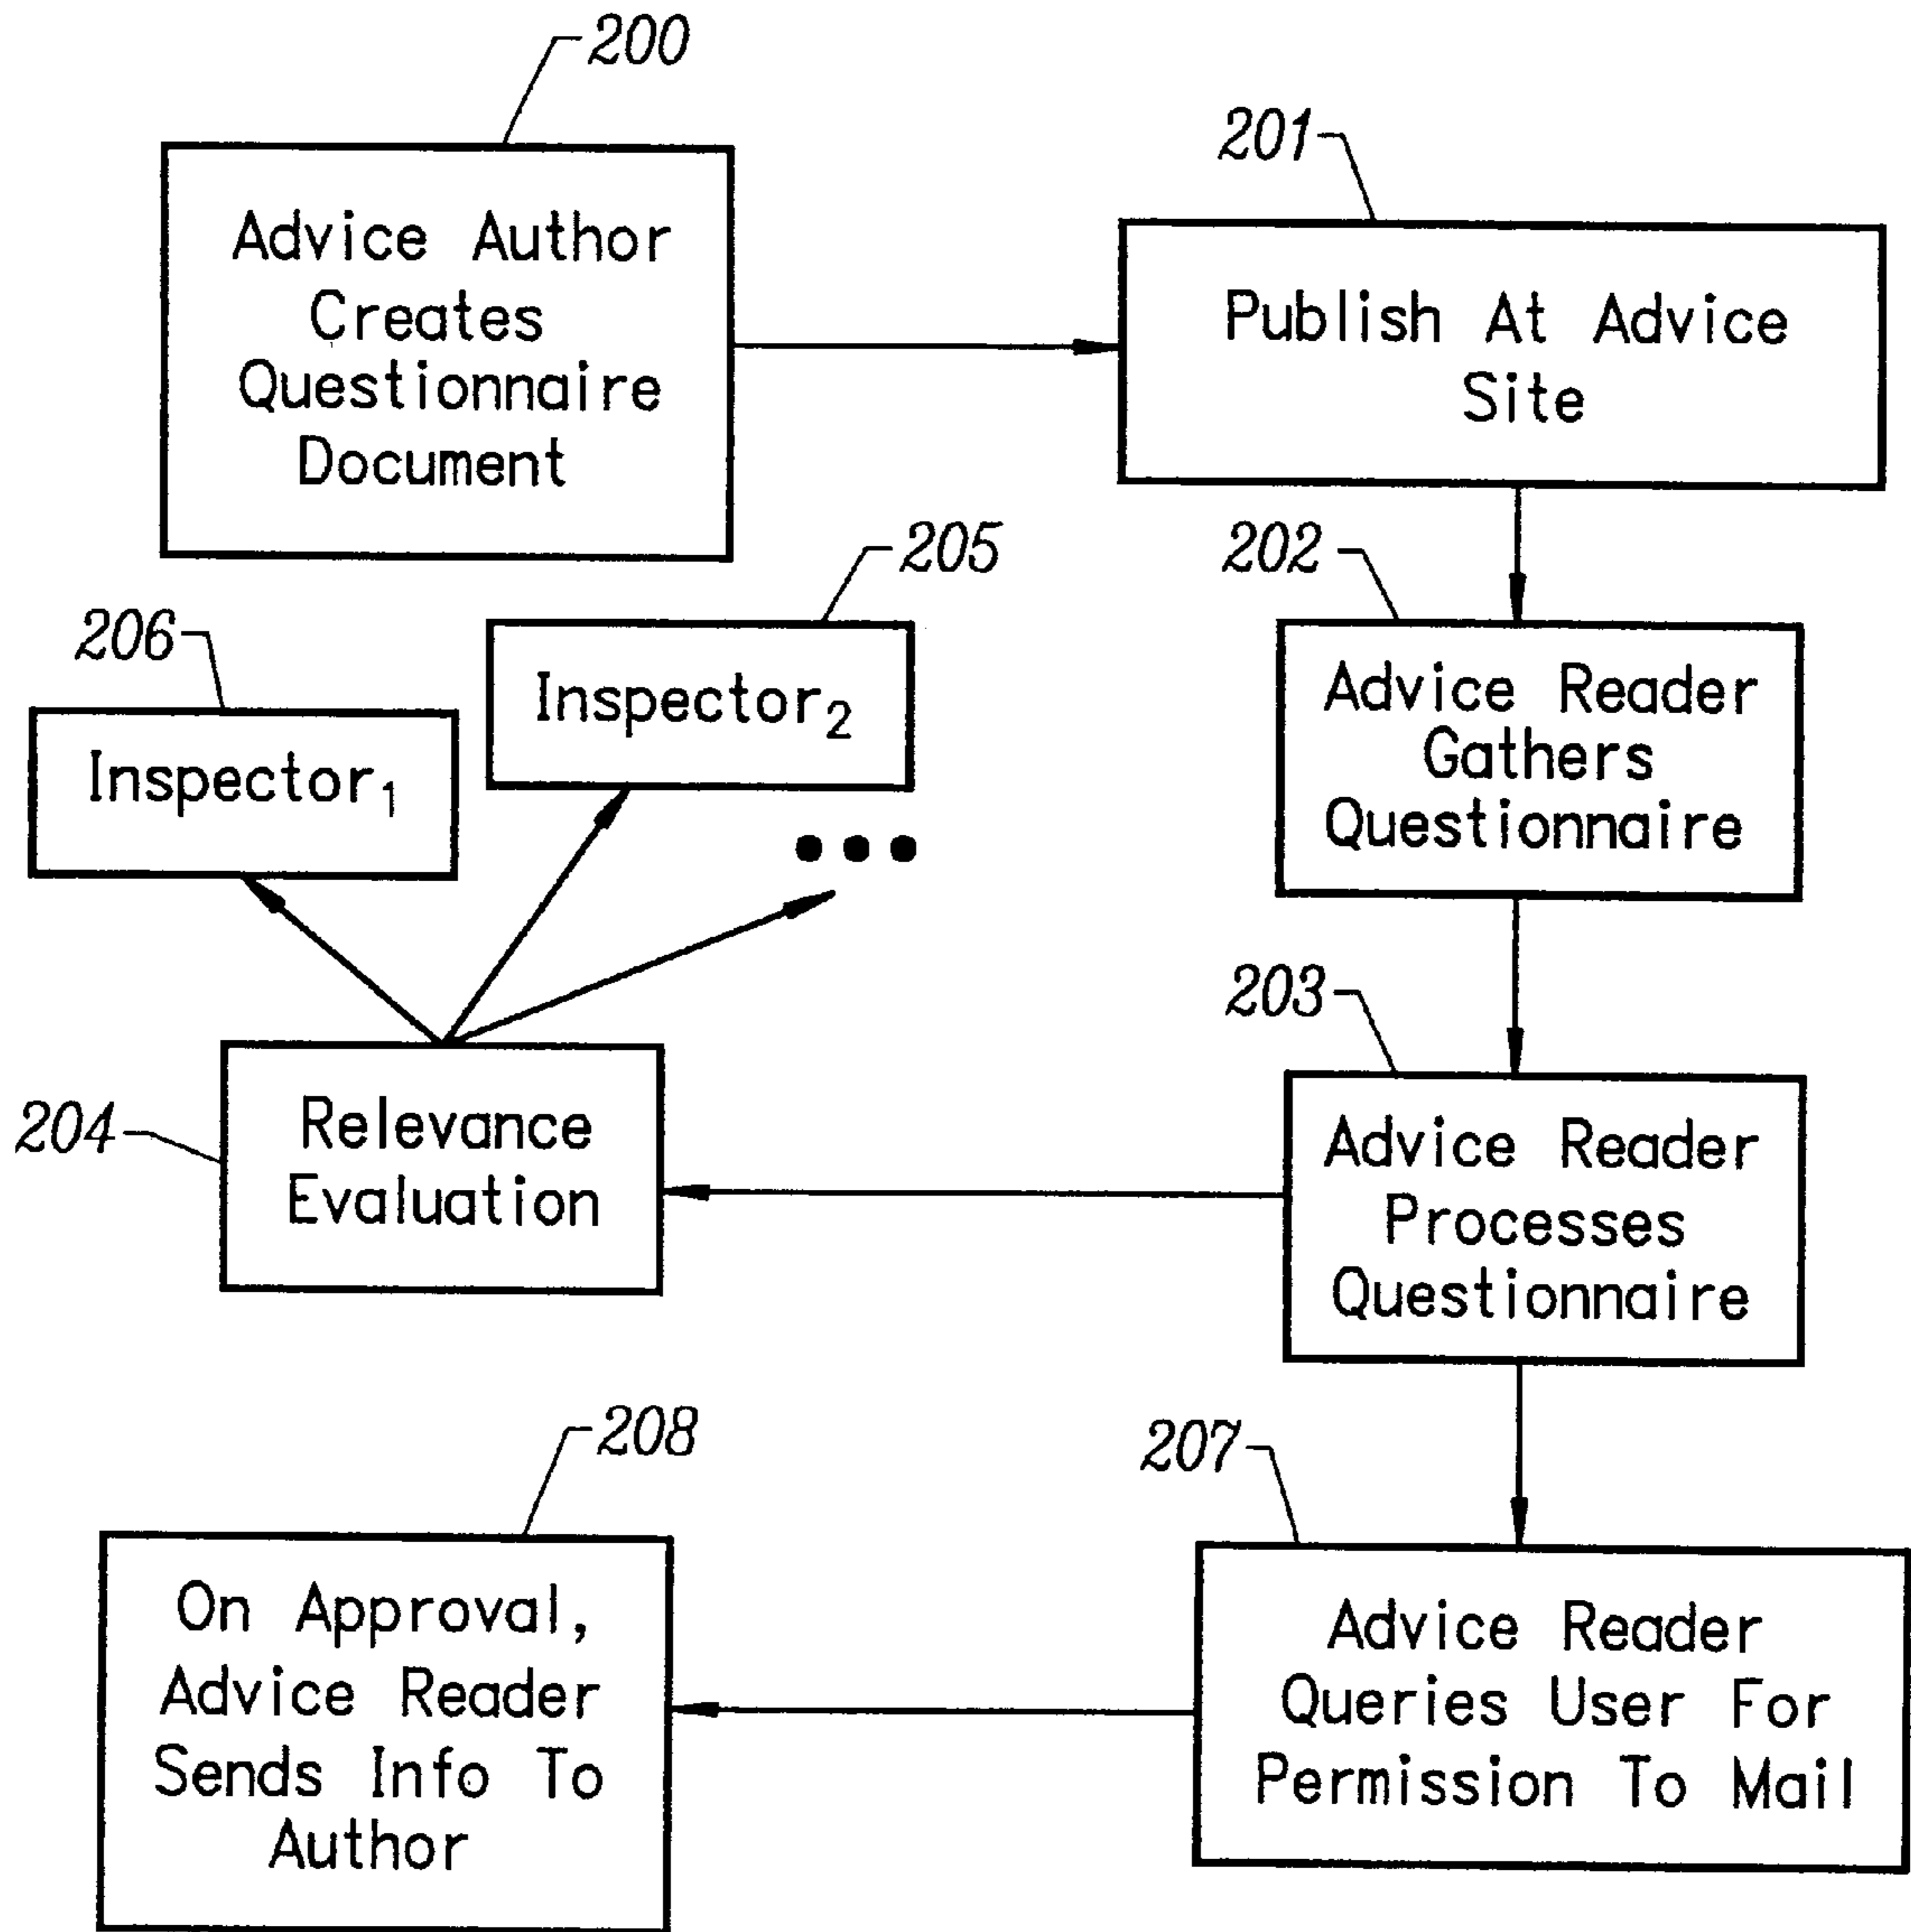 200
Advice Author
Creates
Questionnaire
Document
201
Publish At Advice
Site
202
Advice Reader
Gathers
Questionnaire
205
Inspector₂
206
Inspector₁
203
Advice Reader
Processes
Questionnaire
204
Relevance
Evaluation
207
Advice Reader
Queries User For
Permission To Mail
208
On Approval,
Advice Reader
Sends Info To
Author